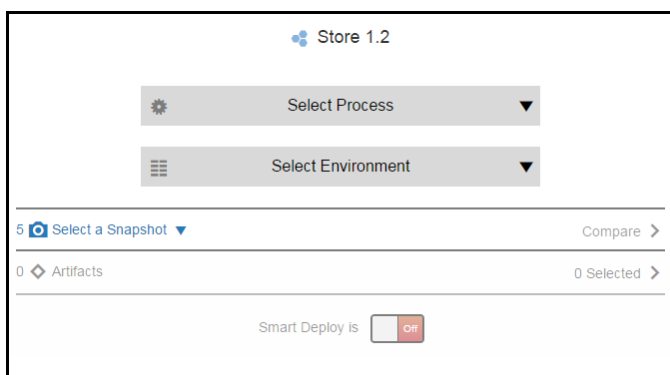 Store 1.2
Select Process
Select Environment
5 Select a Snapshot Compare
0 Artifacts 0 Selected
Smart Deploy is Off